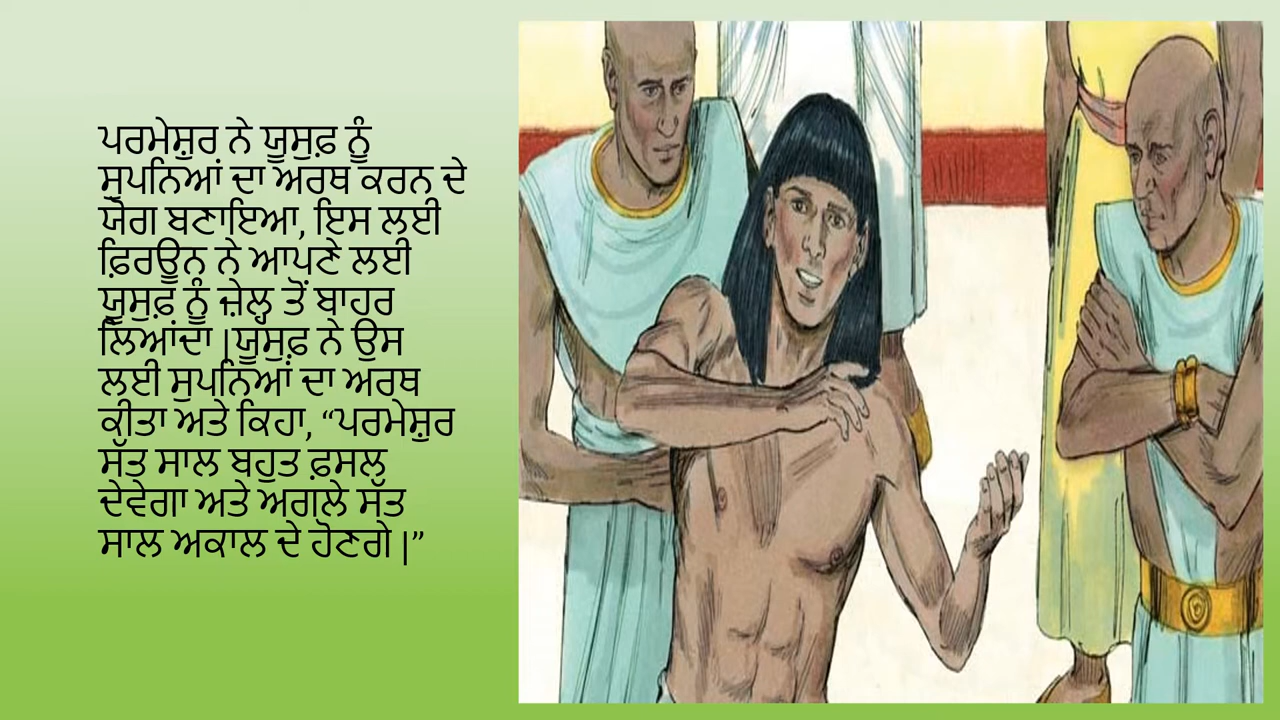 ਪਰਮੇਸ਼ੁਰ ਨੇ ਯੂਸੁਫ਼ ਨੂੰ
ਸੁਪਨਿਆਂ ਦਾ ਅਰਥ ਕਰਨ ਦੇ
ਯੋਗ ਬਣਾਇਆ, ਇਸ ਲਈ
ਫ਼ਿਰਊਨ ਨੇ ਆਪਣੇ ਲਈ
ਯੂਸੁਫ਼ ਨੂੰ ਜ਼ੇਲ੍ਹ ਤੋਂ ਬਾਹਰ
ਲਿਆਂਦਾ |ਯੂਸੁਫ਼ ਨੇ ਉਸ
ਲਈ ਸੁਪਨਿਆਂ ਦਾ ਅਰਥ
ਕੀਤਾ ਅਤੇ ਕਿਹਾ, “ਪਰਮੇਸ਼ੁਰ
ਸੱਤ ਸਾਲ ਬਹੁਤ ਫ਼ਸਲ
ਦੇਵੇਗਾ ਅਤੇ ਅਗਲੇ ਸੱਤ
ਸਾਲ ਅਕਾਲ ਦੇ ਹੋਣਗੇ |”